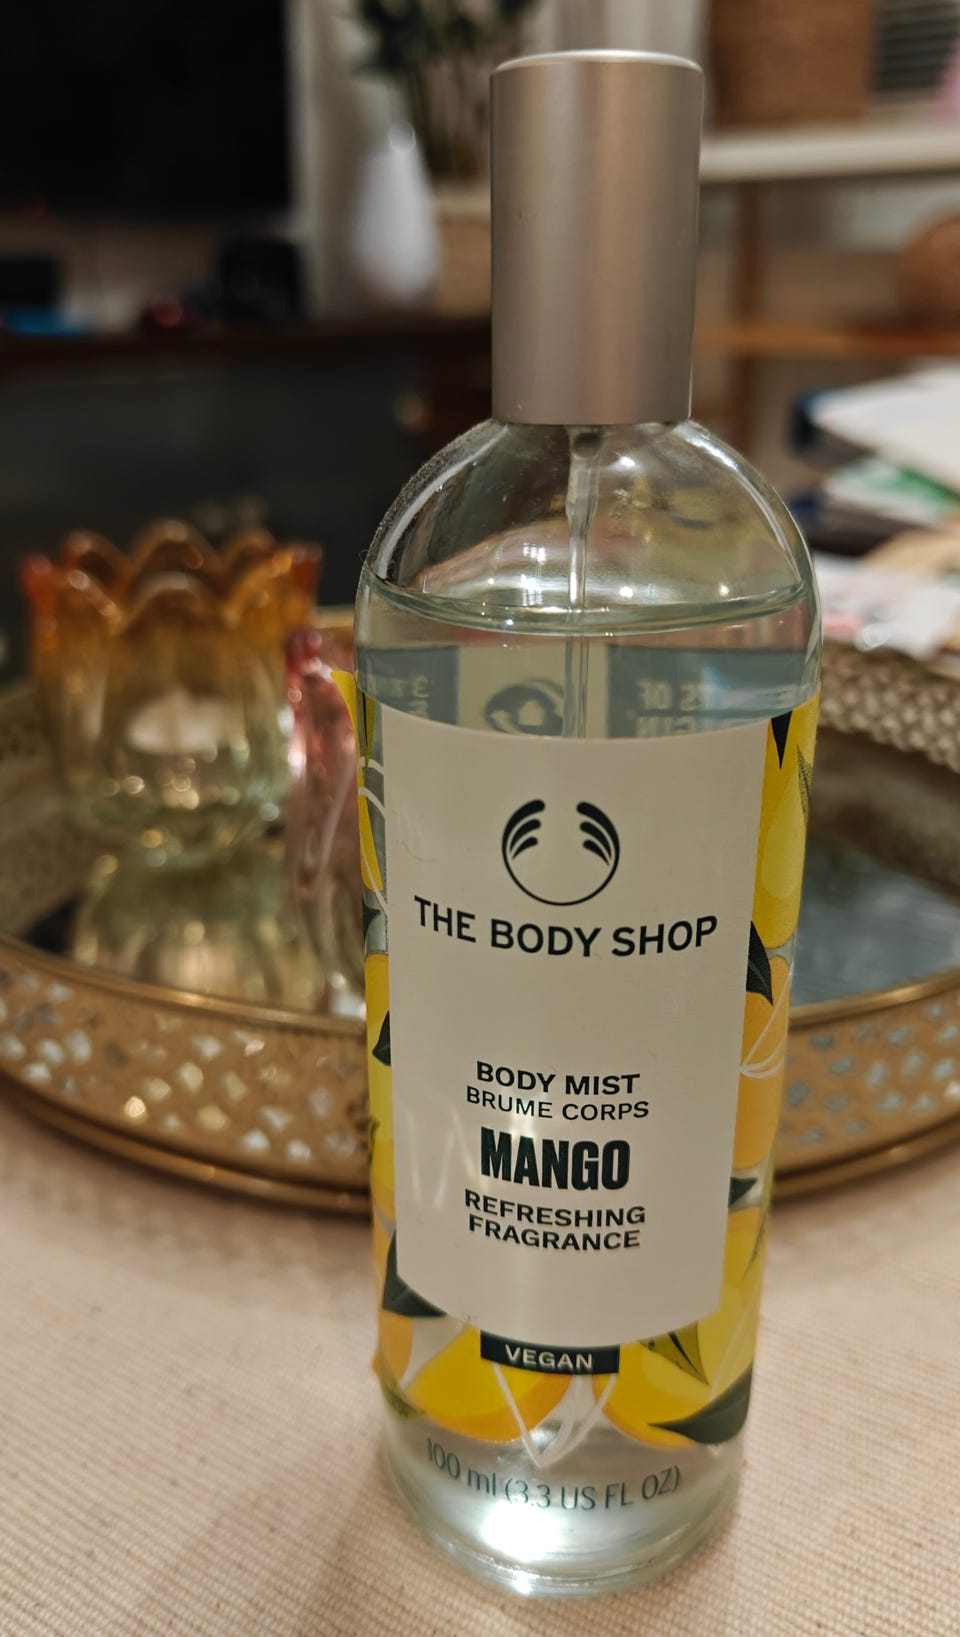 THE BODY SHOP
BODY MIST
BRUME CORPS
MANGO
REFRESHING
FRAGRANCE
VEGAN
100 ml (3.3 US FL OZ)